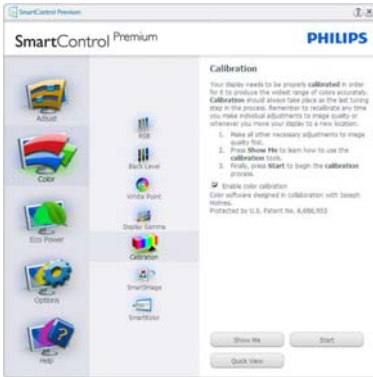 SmartControl Premium
SmartControl Premium
PHILIPS
Adjust
Color
Eco Power
Options
Help
RGB
Black Level
White Point
Display Gamma
Calibration
SmartImage
SmartKolor
Calibration
Your display needs to be properly calibrated in order
for it to produce the widest range of colors accurately.
Calibration should always take place as the last tuning
step in the process. Remember to recalibrate any time
you make individual adjustments to image quality or
whenever you move your display to a new location.
1. Make all other necessary adjustments to image
quality first.
2. Press Show Me to learn how to use the
calibration tools.
3. Finally, press Start to begin the calibration
process.
Enable color calibration
Color software designed in collaboration with Joseph
Holmes.
Protected by U.S. Patent No.
Show Me
Start
Quick View